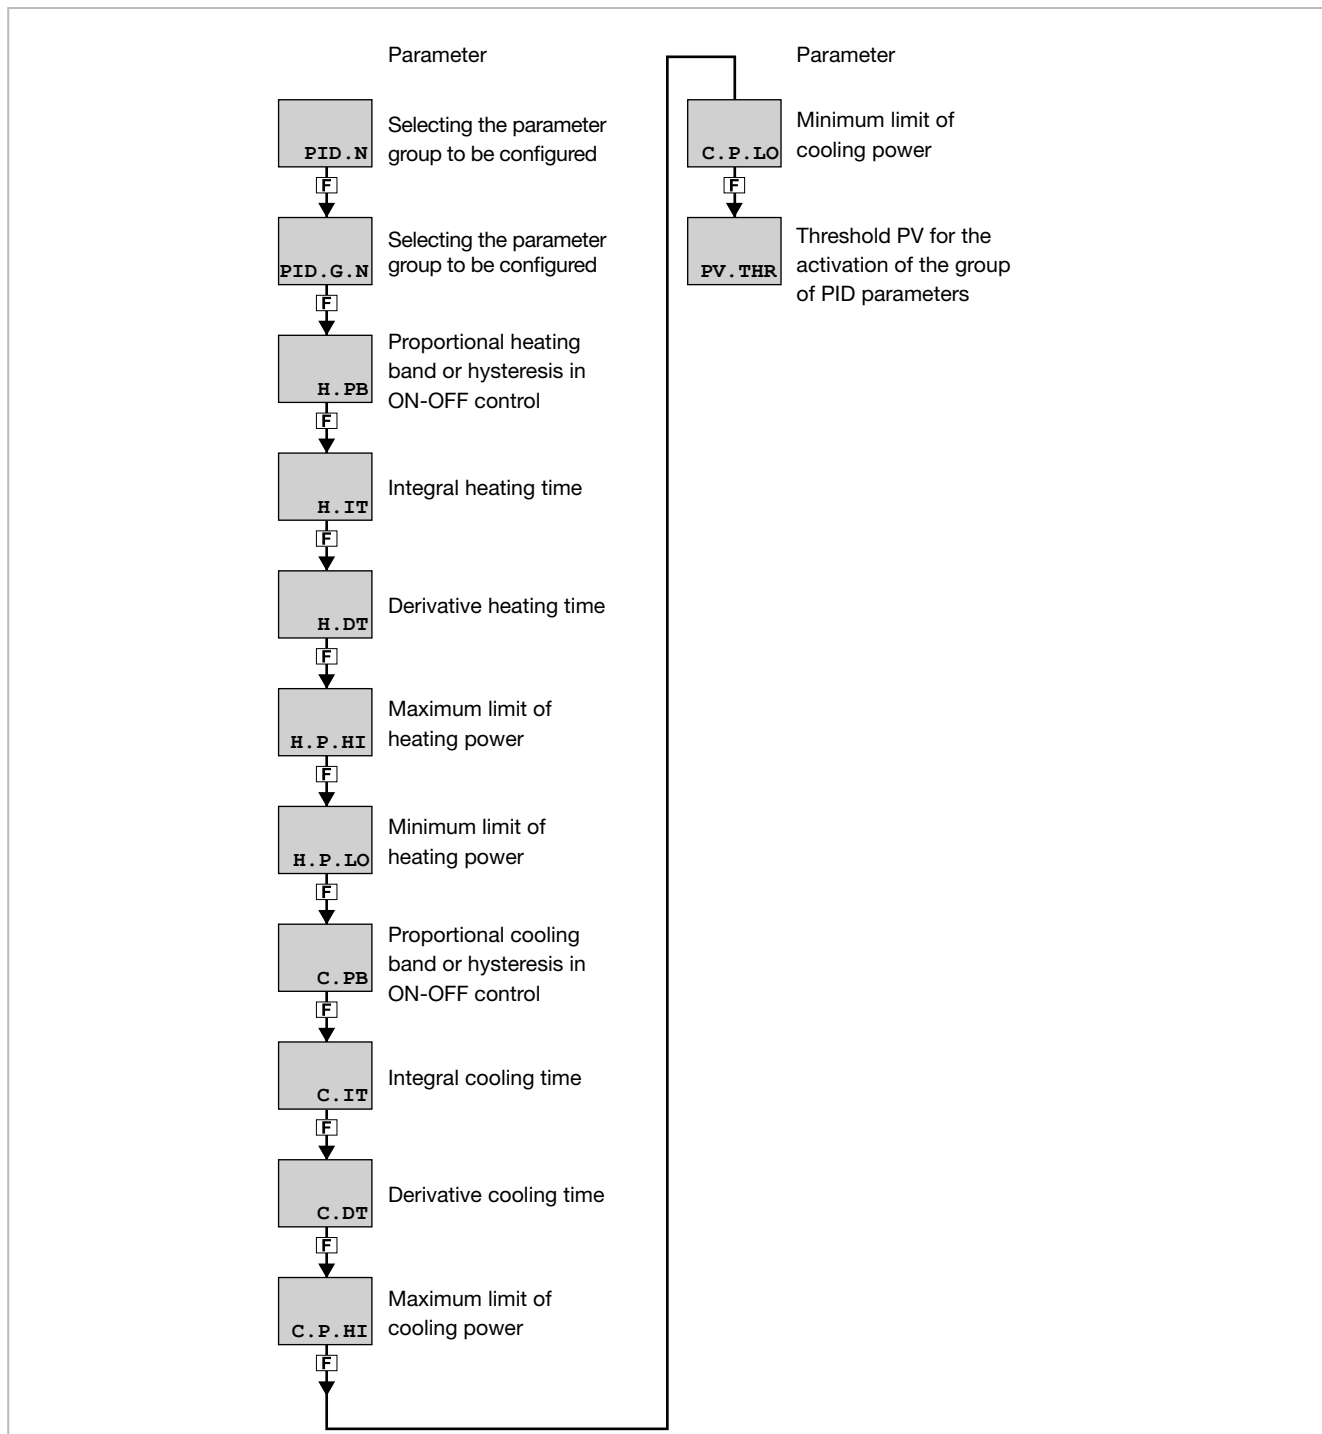 Parameter
PID.N
Selecting the parameter
group to be configured
F
PID.G.N
Selecting the parameter
group to be configured
F
H.PB
Proportional heating
band or hysteresis in
ON-OFF control
F
H.IT
Integral heating time
F
H.DT
Derivative heating time
F
H.P.HI
Maximum limit of
heating power
F
H.P.LO
Minimum limit of
heating power
F
C.PB
Proportional cooling
band or hysteresis in
ON-OFF control
F
C.IT
Integral cooling time
F
C.DT
Derivative cooling time
F
C.P.HI
Maximum limit of
cooling power
F
Parameter
C.P.LO
Minimum limit of
cooling power
F
PV.THR
Threshold PV for the
activation of the group
of PID parameters